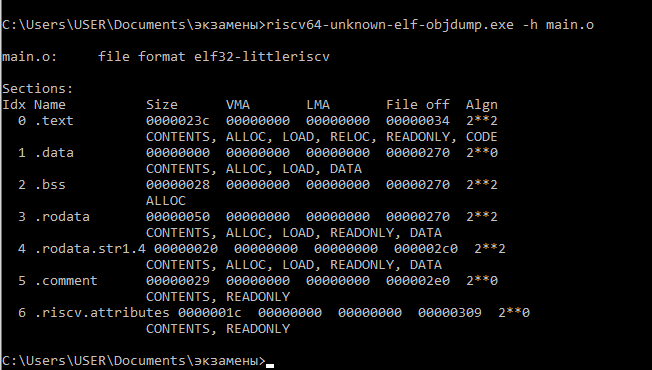 C:\Users\USER\Documents\экзамены>riscv64-unknown-elf-objdump.exe -h main.o
main.o:     file format elf32-littleriscv
Sections:
Idx Name          Size      VMA       LMA       File off  Algn
  0 .text         0000023c  00000000  00000000  00000034  2**2
                  CONTENTS, ALLOC, LOAD, RELOC, READONLY, CODE
  1 .data         00000000  00000000  00000000  00000270  2**0
                  CONTENTS, ALLOC, LOAD, DATA
  2 .bss          00000028  00000000  00000000  00000270  2**2
                  ALLOC
  3 .rodata       00000050  00000000  00000000  00000270  2**2
                  CONTENTS, ALLOC, LOAD, READONLY, DATA
  4 .rodata.str1.4 00000020  00000000  00000000  000002c0  2**2
                  CONTENTS, ALLOC, LOAD, READONLY, DATA
  5 .comment      00000029  00000000  00000000  000002e0  2**0
                  CONTENTS, READONLY
  6 .riscv.attributes 0000001c  00000000  00000000  00000309  2**0
                  CONTENTS, READONLY
C:\Users\USER\Documents\экзамены>